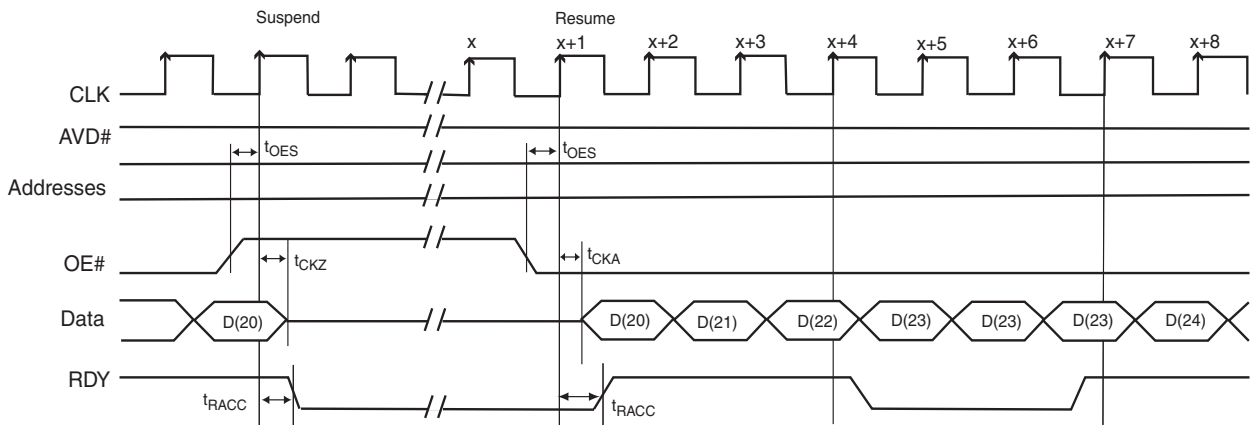 Suspend Resume
x x+1 x+2 x+3 x+4 x+5 x+6 x+7 x+8
CLK
AVD#
tOES tOES
Addresses
OE#
tCKZ tCKA
Data D(20) D(20) D(21) D(22) D(23) D(23) D(23) D(24)
RDY
tRACC tRACC